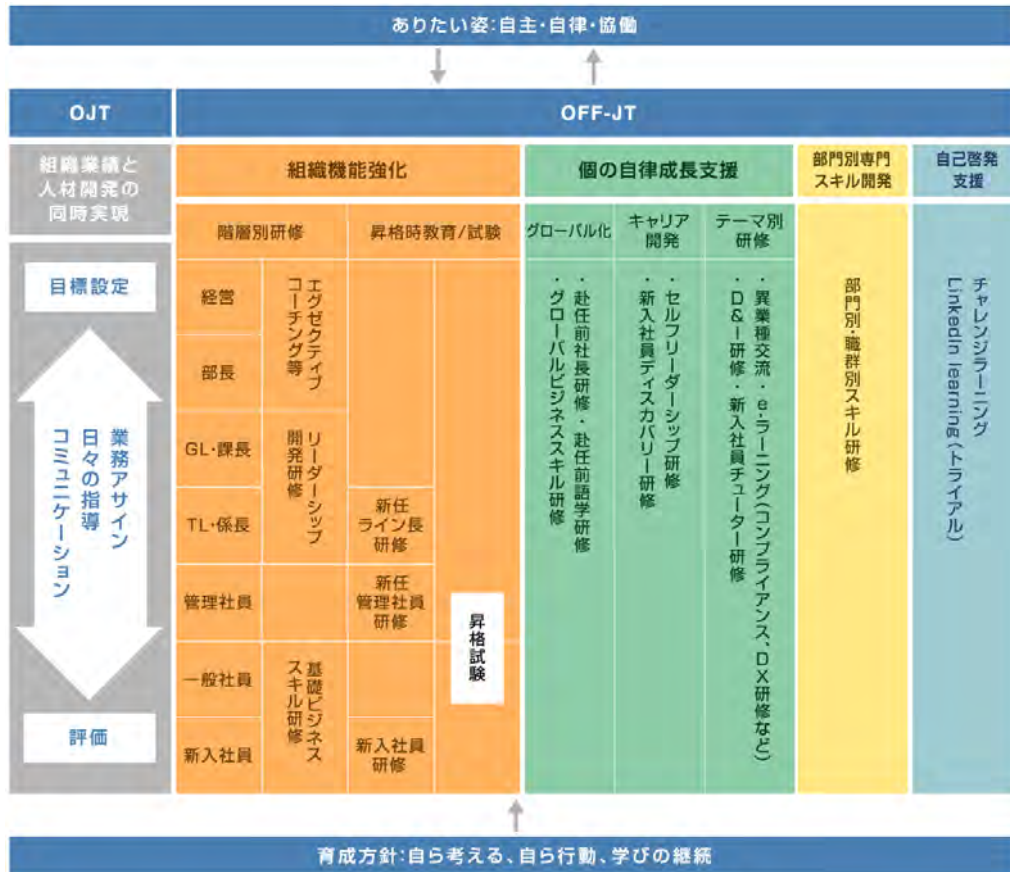 ありたい姿:自主・自律・協働
OJT
OFF-JT
組織業績と
人材開発の
同時実現
目標設定
業務アサイン
日々の指導
コミュニケーション
評価
組織機能強化
階層別研修
昇格時教育/試験
経営
部長
GL・課長
TL・係長
管理社員
一般社員
新入社員
エグゼクティブ
コーチング等
リーダーシップ
開発研修
基礎ビジネス
スキル研修
新任
ライン長
研修
新任
管理社員
研修
新入社員
研修
昇格試験
個の自律成長支援
グローバル化
・赴任前社長研修・赴任前語学研修
・グローバルビジネススキル研修
キャリア
開発
・セルフリーダーシップ研修
・新入社員ディスカバリー研修
テーマ別
研修
・異業種交流・e-ラーニング(コンプライアンス、DX研修など)
・D&I研修・新入社員チューター研修
部門別専門
スキル開発
部門別・職群別スキル研修
自己啓発
支援
チャレンジラーニング
LinkedIn learning(トライアル)
育成方針:自ら考える、自ら行動、学びの継続